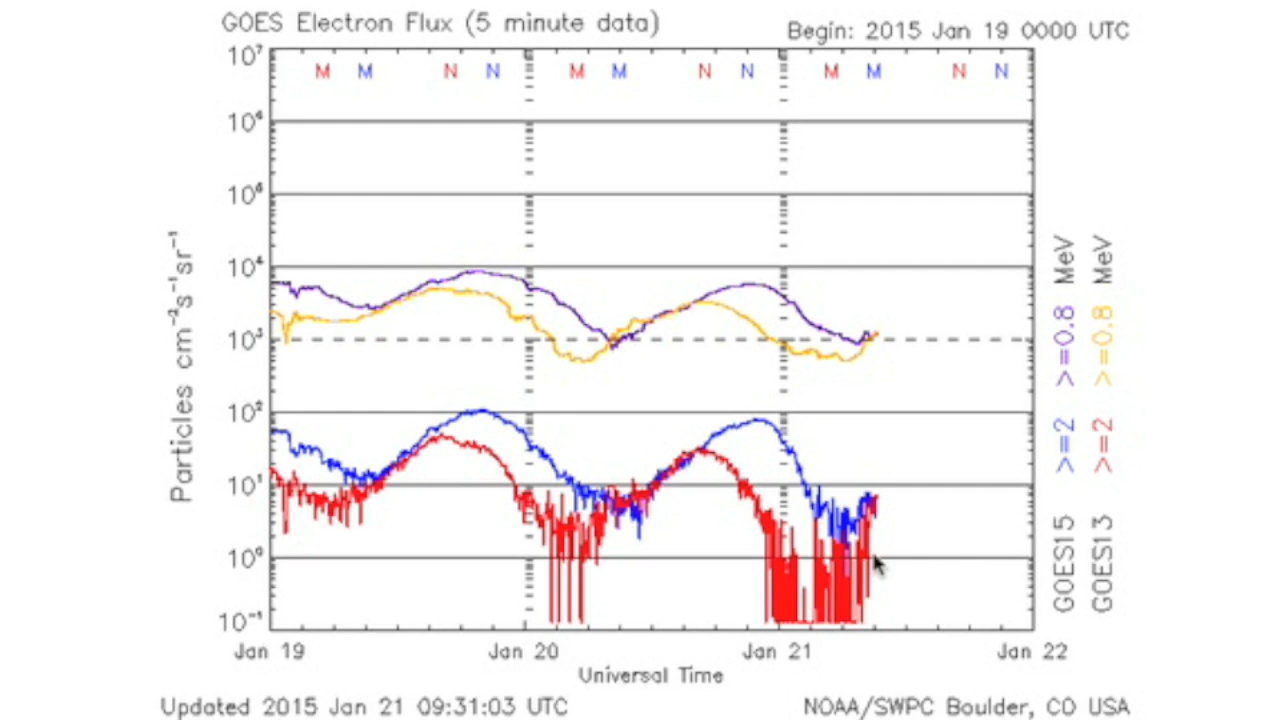 GOES Electron Flux (5 minute data)
Begin: 2015 Jan 19 0000 UTC
10⁷
M M N N M M N N M M N N
10⁶
10⁵
10⁴
10³
10²
10¹
10⁰
10⁻¹
Particles cm⁻²s⁻¹sr⁻¹
Jan 19 Jan 20 Jan 21 Jan 22
Universal Time
GOES15 >=2 >=0.8 MeV
GOES13 >=2 >=0.8 MeV
Updated 2015 Jan 21 09:31:03 UTC
NOAA/SWPC Boulder, CO USA